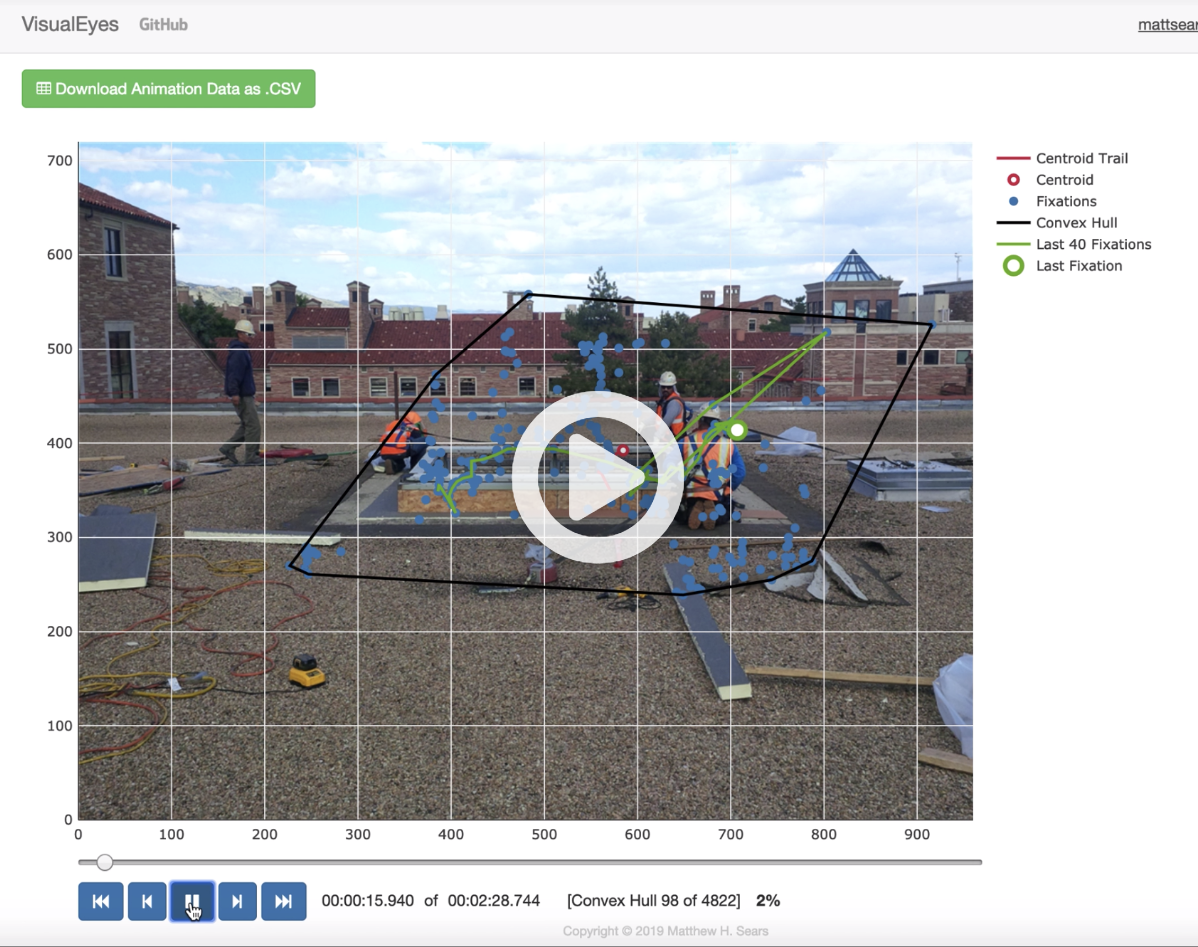 VisualEyes GitHub
Download Animation Data as .CSV
Centroid Trail
Centroid
Fixations
Convex Hull
Last 40 Fixations
Last Fixation
700
600
500
400
300
200
100
0
0 100 200 300 400 500 600 700 800 900
00:00:15.940 of 00:02:28.744 [Convex Hull 98 of 4822] 2%
Copyright © 2019 Matthew H. Sears